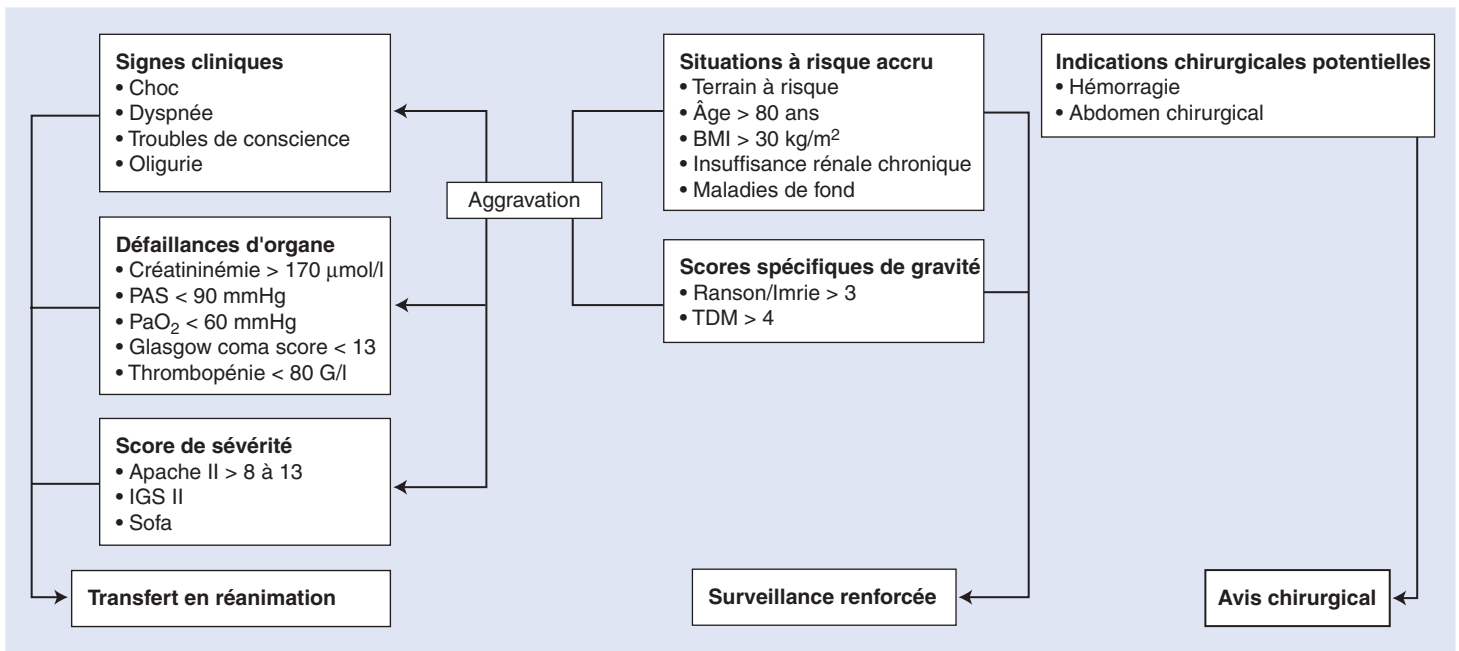 Signes cliniques
• Choc
• Dyspnée
• Troubles de conscience
• Oligurie
Défaillances d'organe
• Créatininémie > 170 µmol/l
• PAS < 90 mmHg
• PaO₂ < 60 mmHg
• Glasgow coma score < 13
• Thrombopénie < 80 G/l
Score de sévérité
• Apache II > 8 à 13
• IGS II
• Sofa
Transfert en réanimation
Aggravation
Situations à risque accru
• Terrain à risque
• Âge > 80 ans
• BMI > 30 kg/m²
• Insuffisance rénale chronique
• Maladies de fond
Scores spécifiques de gravité
• Ranson/Imrie > 3
• TDM > 4
Surveillance renforcée
Indications chirurgicales potentielles
• Hémorragie
• Abdomen chirurgical
Avis chirurgical